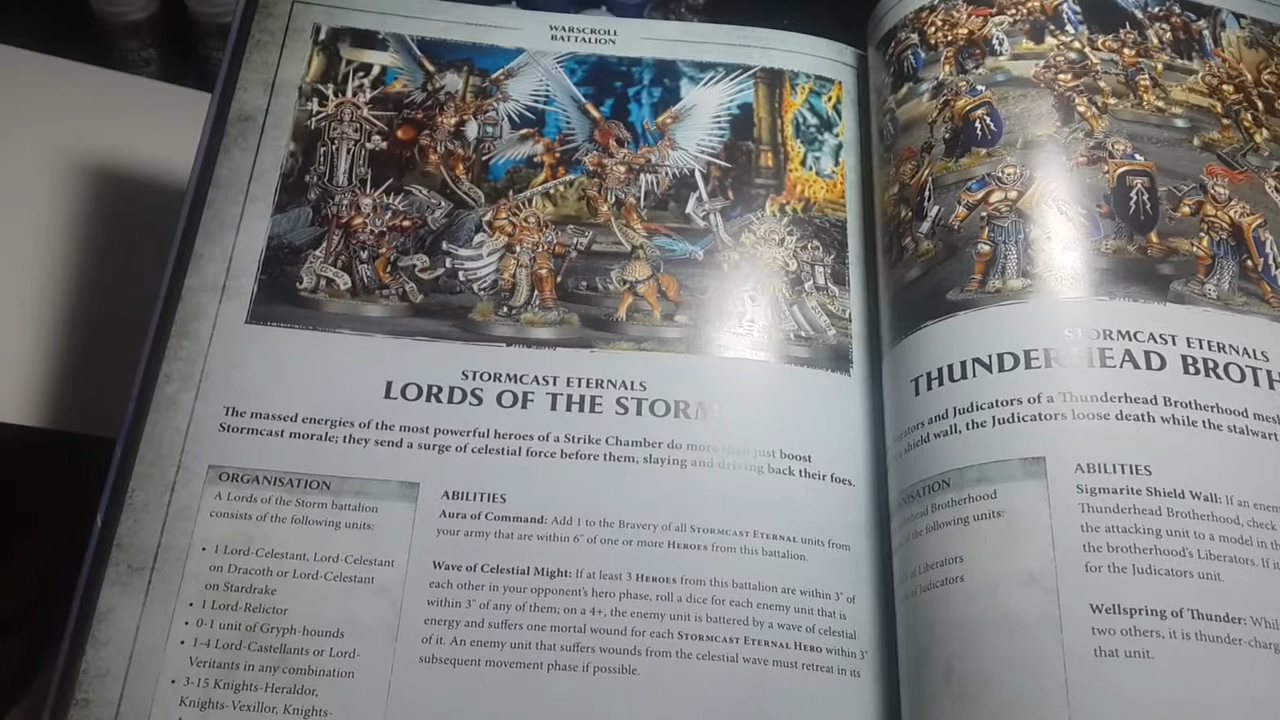 WARSCROLL
BATTALION
STORMCAST ETERNALS
LORDS OF THE STORM
The massed energies of the most powerful heroes of a Strike Chamber do more than just boost
Stormcast morale; they send a surge of celestial force before them, slaying and driving back their foes.
ORGANISATION
A Lords of the Storm battalion
consists of the following units:
• 1 Lord-Celestant, Lord-Celestant
on Dracoth or Lord-Celestant
on Stardrake
• 1 Lord-Relictor
• 0-1 unit of Gryph-hounds
• 1-4 Lord-Castellants or Lord-
Veritants in any combination
• 3-15 Knights-Heraldor,
Knights-Vexillor, Knights-
ABILITIES
Aura of Command: Add 1 to the Bravery of all STORMCAST ETERNAL units from
your army that are within 6" of one or more HEROES from this battalion.
Wave of Celestial Might: If at least 3 HEROES from this battalion are within 3" of
each other in your opponent's hero phase, roll a dice for each enemy unit that is
within 3" of any of them; on a 4+, the enemy unit is battered by a wave of celestial
energy and suffers one mortal wound for each STORMCAST ETERNAL HERO within 3"
of it. An enemy unit that suffers wounds from the celestial wave must retreat in its
subsequent movement phase if possible.
STORMCAST ETERNALS
THUNDERHEAD BROTH
and Judicators of a Thunderhead Brotherhood mesh
shield wall, the Judicators loose death while the stalwart
Brotherhood
of the following units:
of Liberators
of Judicators
ABILITIES
Sigmarite Shield Wall: If an enem
Thunderhead Brotherhood, check
the attacking unit to a model in th
the brotherhood's Liberators. If it
for the Judicators unit.
Wellspring of Thunder: Whil
two others, it is thunder-charg
that unit.